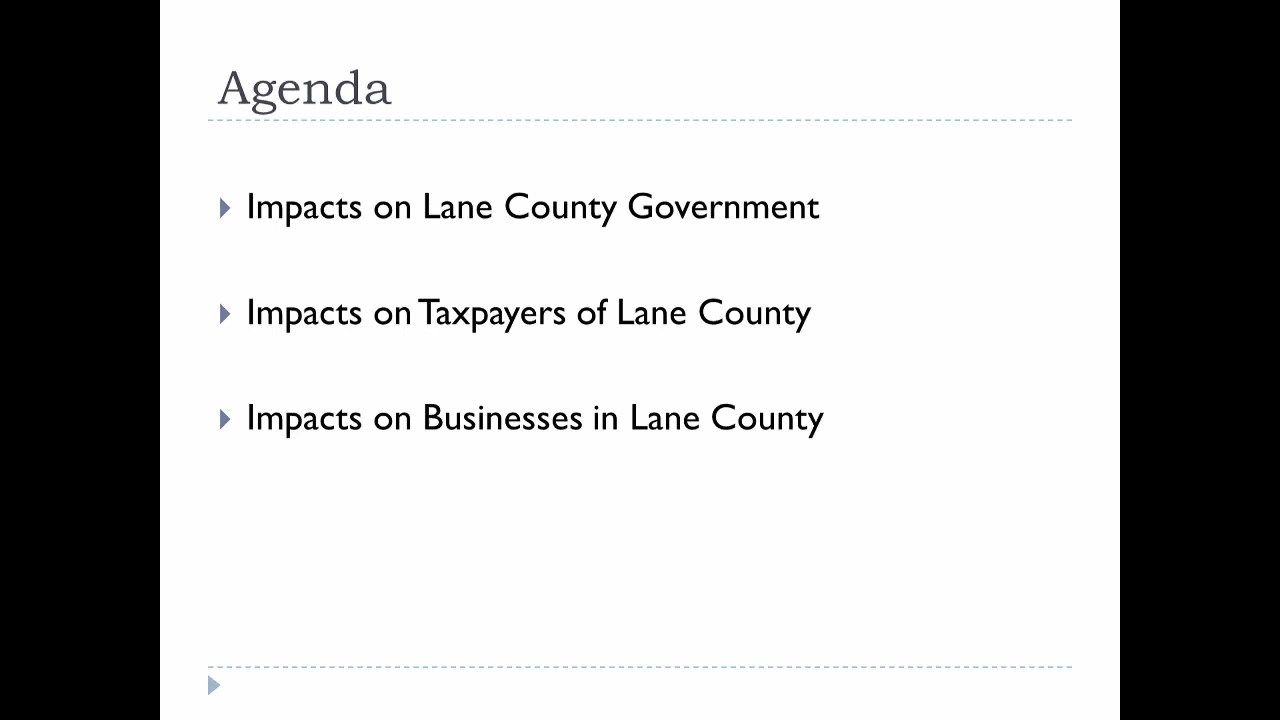 Agenda
Impacts on Lane County Government
Impacts on Taxpayers of Lane County
Impacts on Businesses in Lane County